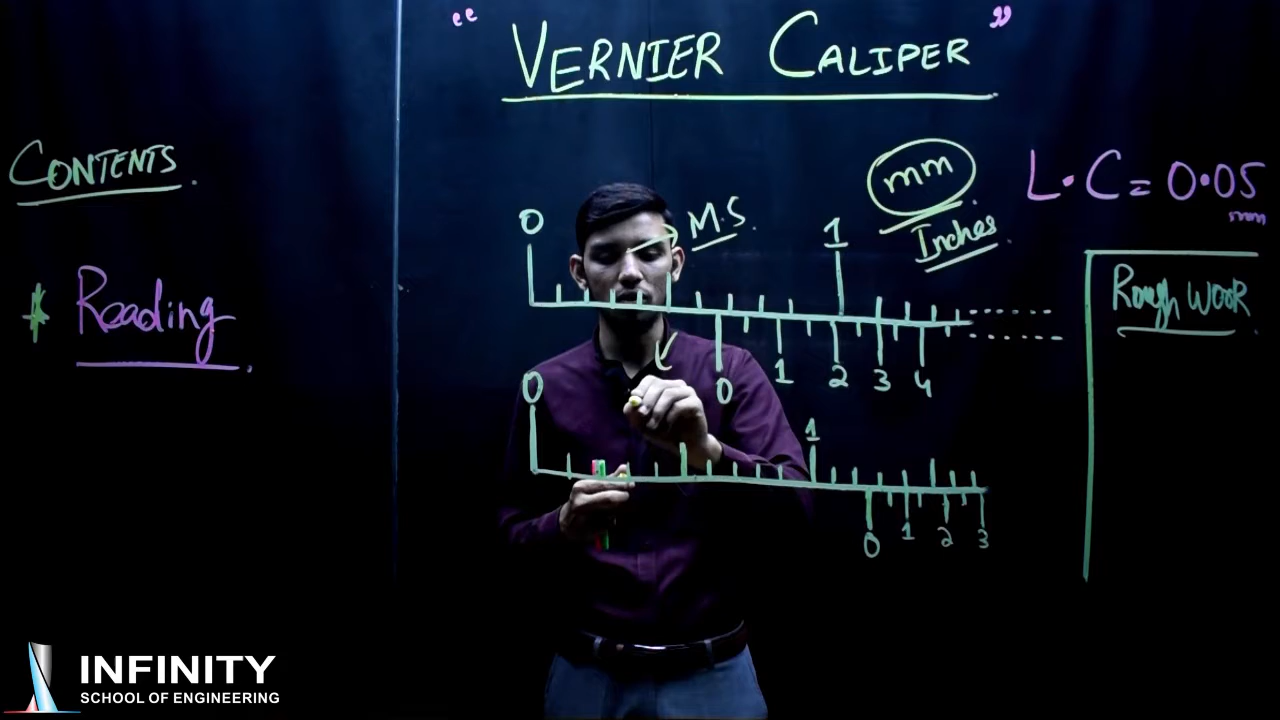 “ VERNIER CALIPER ”
CONTENTS.
* Reading.
mm
Inches.
L.C = 0.05
mm
Rough WOOR
M.S.
0 1
0 1 2 3 4
0 1
0 1 2 3
INFINITY
SCHOOL OF ENGINEERING